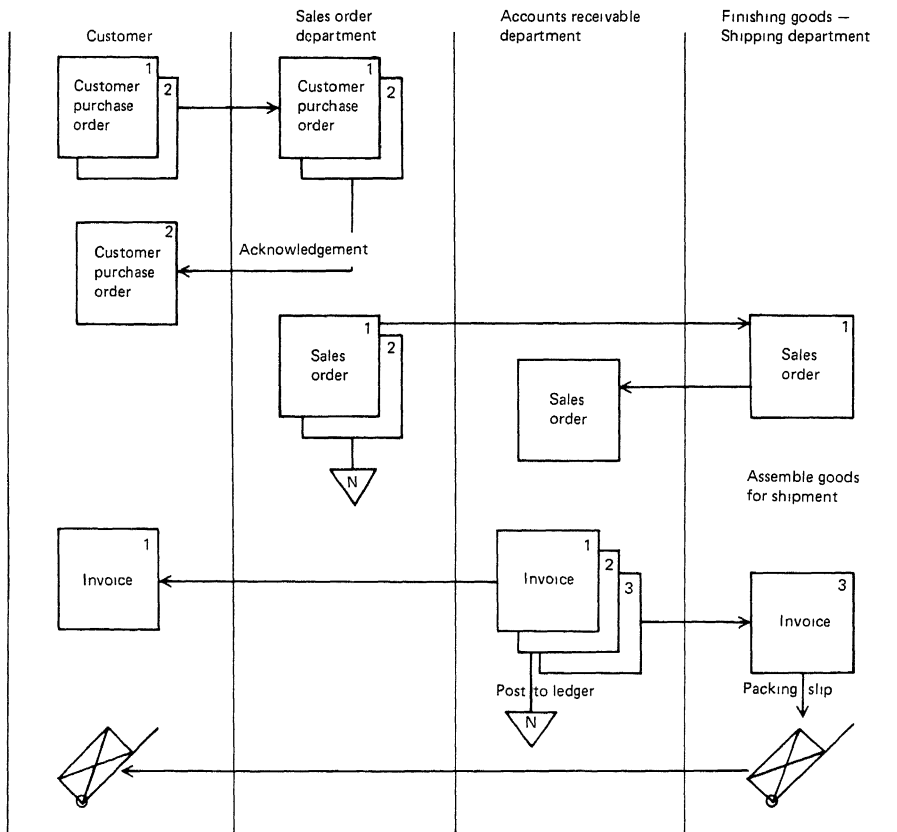 Customer
Sales order
department
Accounts receivable
department
Finishing goods —
Shipping department
1
2
Customer
purchase
order
1
2
Customer
purchase
order
2
Customer
purchase
order
Acknowledgement
1
2
Sales
order
1
Sales
order
Sales
order
N
Assemble goods
for shipment
1
Invoice
1
2
3
Invoice
3
Invoice
Post to ledger
N
Packing slip